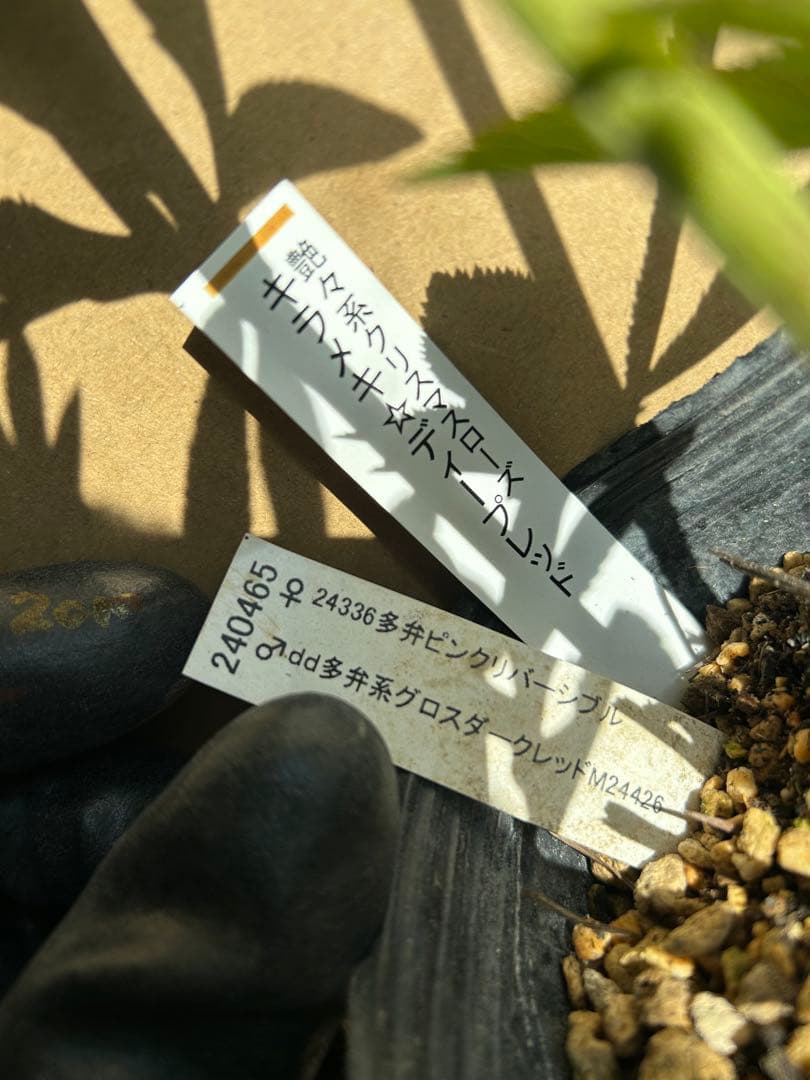 艶々系クリスマスローズ
キラメキ☆ディープレッド
240465
♀ 24336多弁ピンクリバーシブル
♂dd多弁系グロスダークレッドM24426